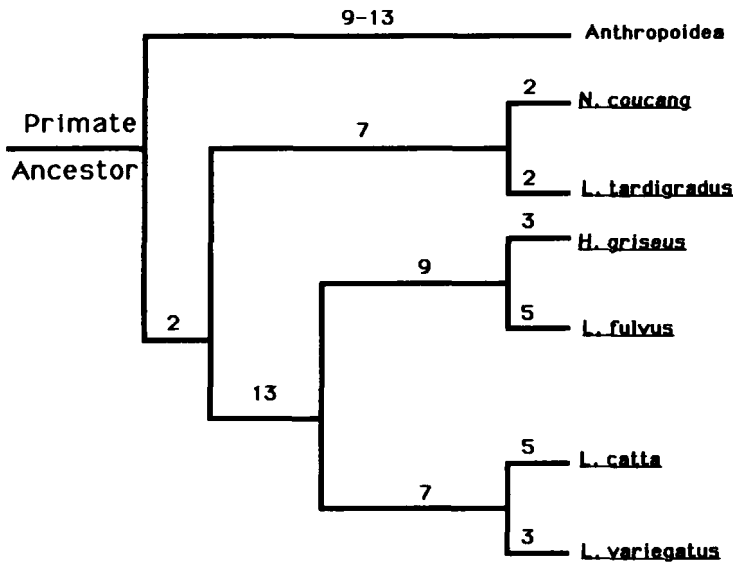 9-13
Anthropoidea
Primate
Ancestor
2
N. coucang
7
2
L. tardigradus
3
H. griseus
9
5
L. fulvus
2
13
5
L. catta
7
3
L. variegatus